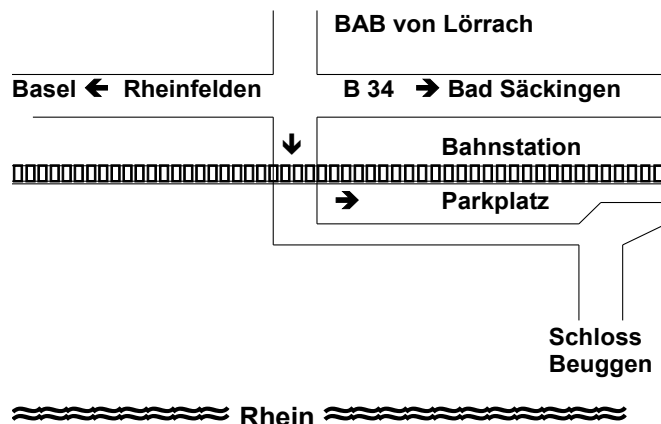 BAB von Lörrach
Basel 🡸 Rheinfelden B 34 🡺 Bad Säckingen
🡻 Bahnstation
🡺 Parkplatz
Schloss
Beuggen
Rhein